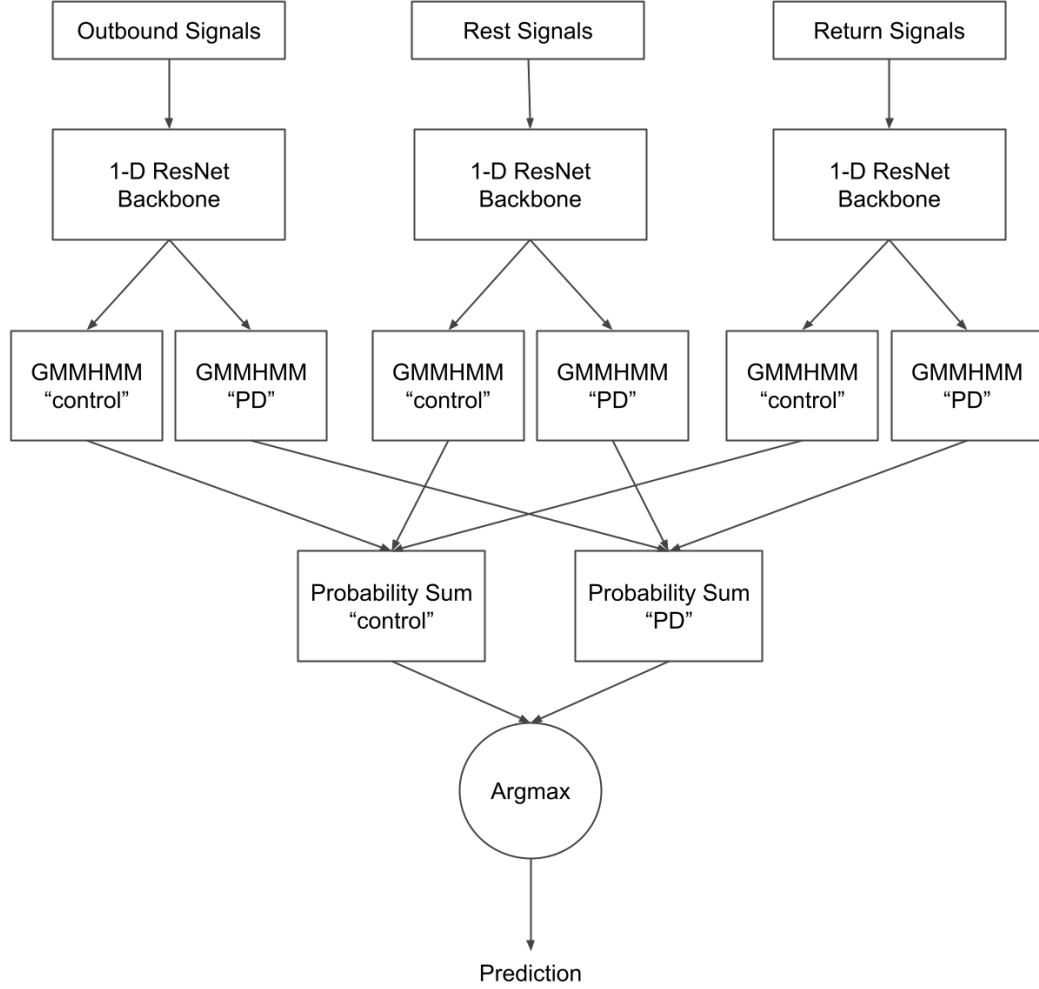 Outbound Signals
Rest Signals
Return Signals
1-D ResNet
Backbone
1-D ResNet
Backbone
1-D ResNet
Backbone
GMMHMM
“control”
GMMHMM
“PD”
GMMHMM
“control”
GMMHMM
“PD”
GMMHMM
“control”
GMMHMM
“PD”
Probability Sum
“control”
Probability Sum
“PD”
Argmax
Prediction